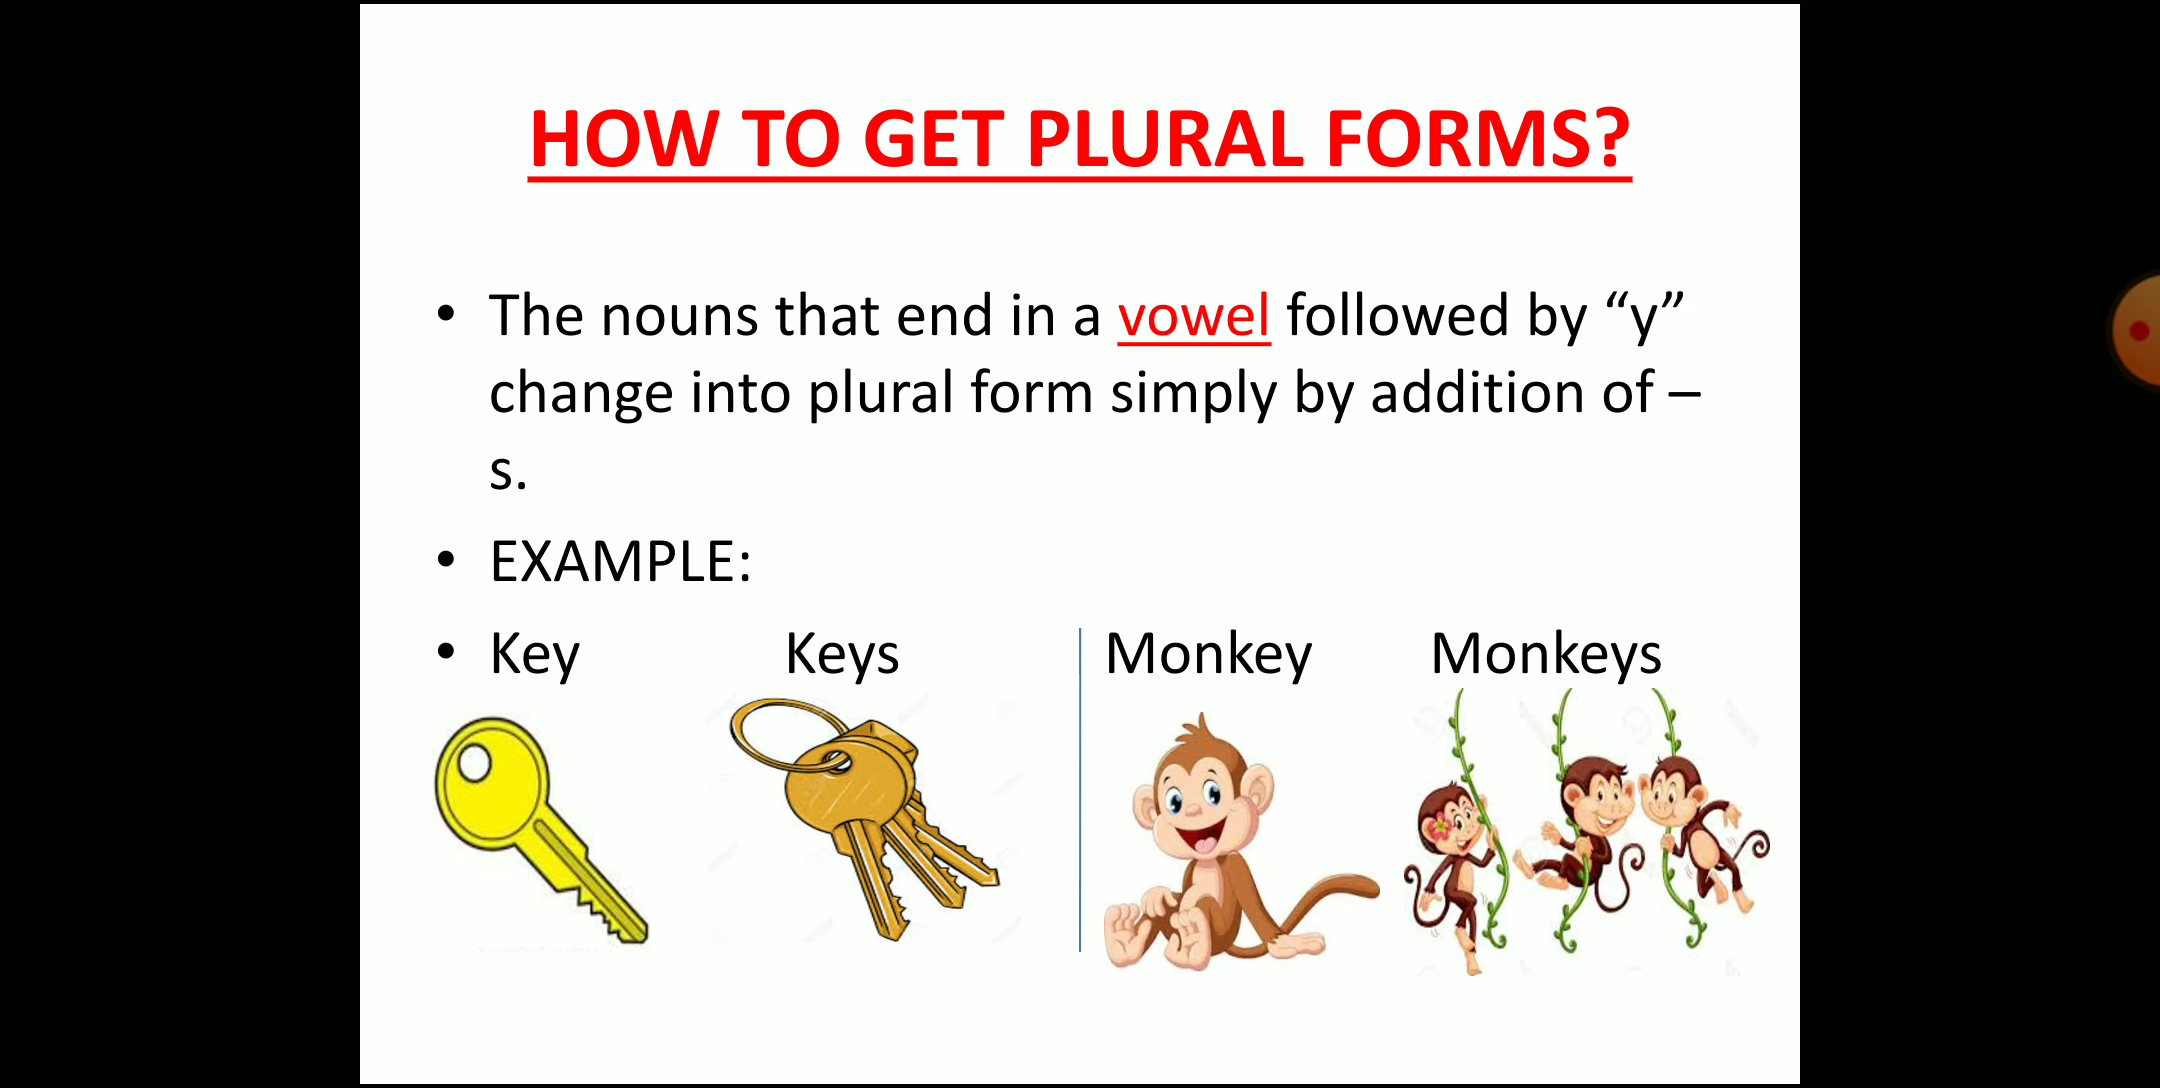 HOW TO GET PLURAL FORMS?
• The nouns that end in a vowel followed by “y”
change into plural form simply by addition of –
s.
• EXAMPLE:
• Key Keys Monkey Monkeys